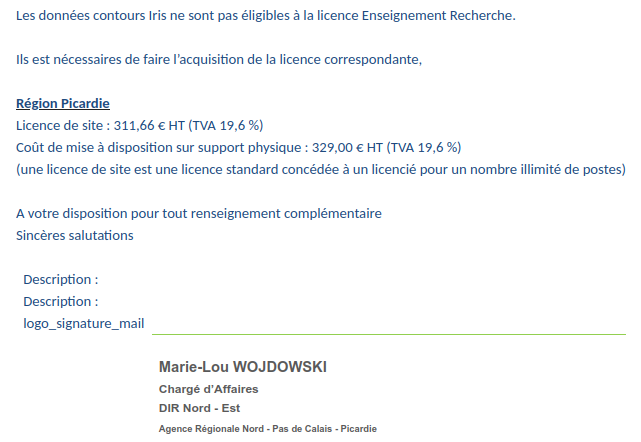 Les données contours Iris ne sont pas éligibles à la licence Enseignement Recherche.
Ils est nécessaires de faire l'acquisition de la licence correspondante,
Région Picardie
Licence de site : 311,66 € HT (TVA 19,6 %)
Coût de mise à disposition sur support physique : 329,00 € HT (TVA 19,6 %)
(une licence de site est une licence standard concédée à un licencié pour un nombre illimité de postes)
A votre disposition pour tout renseignement complémentaire
Sincères salutations
Description :
Description :
logo_signature_mail
Marie-Lou WOJDOWSKI
Chargé d'Affaires
DIR Nord - Est
Agence Régionale Nord - Pas de Calais - Picardie